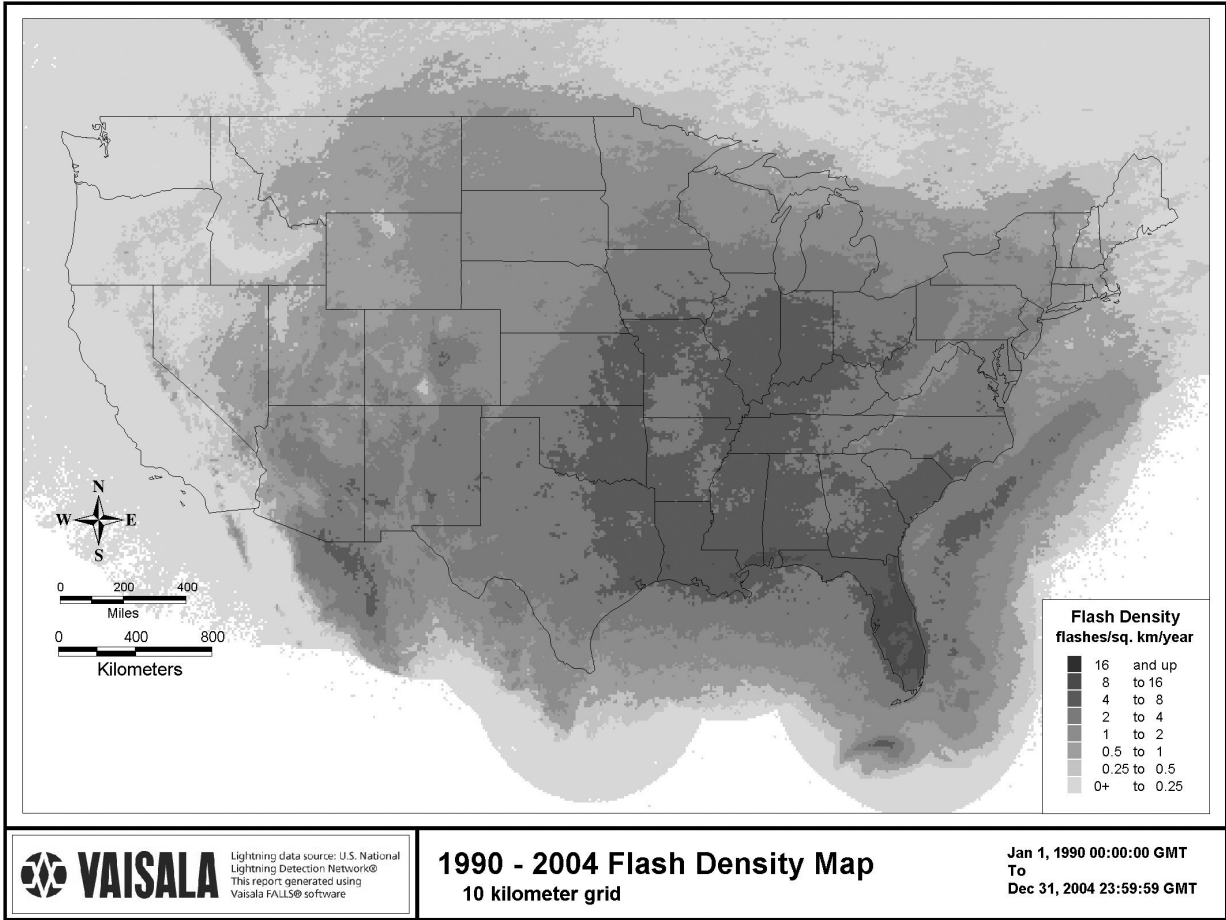 N
W E
S
0 200 400
Miles
0 400 800
Kilometers
Flash Density
flashes/sq. km/year
16 and up
8 to 16
4 to 8
2 to 4
1 to 2
0.5 to 1
0.25 to 0.5
0+ to 0.25
VAISALA
Lightning data source: U.S. National
Lightning Detection Network®
This report generated using
Vaisala FALLS® software
1990 - 2004 Flash Density Map
10 kilometer grid
Jan 1, 1990 00:00:00 GMT
To
Dec 31, 2004 23:59:59 GMT